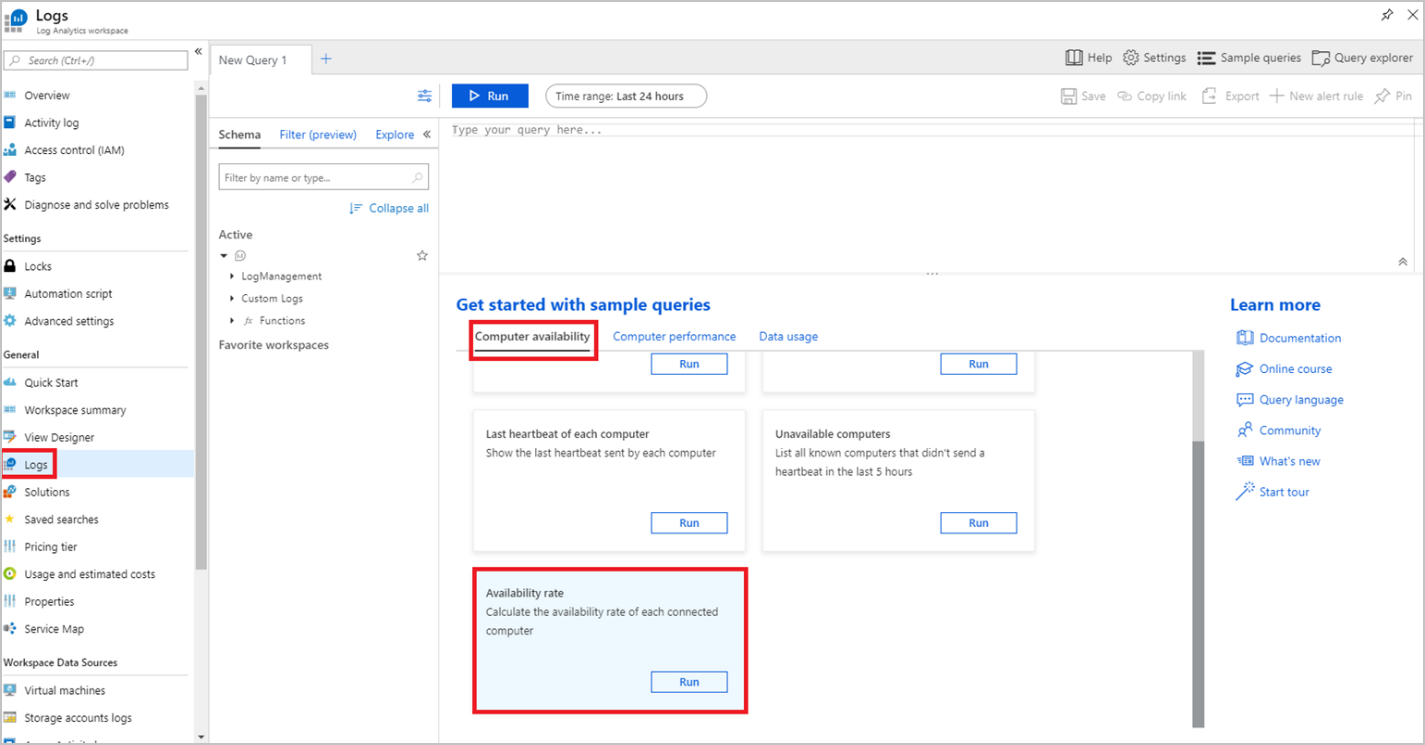 Logs
Log Analytics workspace
Search (Ctrl+/)
Overview
Activity log
Access control (IAM)
Tags
Diagnose and solve problems
Settings
Locks
Automation script
Advanced settings
General
Quick Start
Workspace summary
View Designer
Logs
Solutions
Saved searches
Pricing tier
Usage and estimated costs
Properties
Service Map
Workspace Data Sources
Virtual machines
Storage accounts logs
New Query 1
Help
Settings
Sample queries
Query explorer
Run
Time range: Last 24 hours
Save
Copy link
Export
New alert rule
Pin
Schema
Filter (preview)
Explore
Filter by name or type...
Collapse all
Active
LogManagement
Custom Logs
fx Functions
Favorite workspaces
Type your query here...
Get started with sample queries
Computer availability
Computer performance
Data usage
Run
Run
Last heartbeat of each computer
Show the last heartbeat sent by each computer
Run
Unavailable computers
List all known computers that didn't send a
heartbeat in the last 5 hours
Run
Availability rate
Calculate the availability rate of each connected
computer
Run
Learn more
Documentation
Online course
Query language
Community
What's new
Start tour